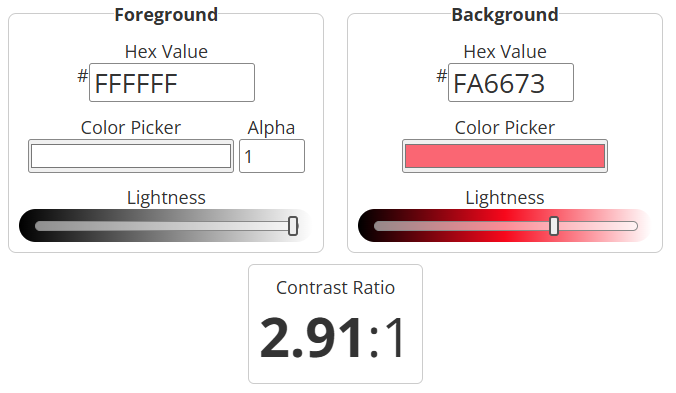 Foreground
Hex Value
# FFFFFF
Color Picker Alpha
1
Lightness
Background
Hex Value
# FA6673
Color Picker
Lightness
Contrast Ratio
2.91:1